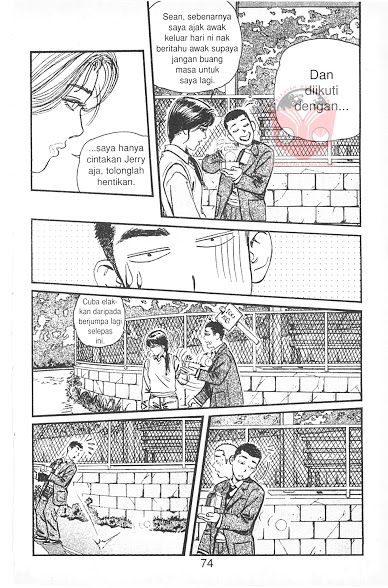 Sean, sebenarnya
saya ajak awak
keluar hari ni nak
beritahu awak supaya
jangan buang
masa untuk
saya lagi.
Dan
diikuti
dengan...
...saya hanya
cintakan Jerry
aja, tolonglah
hentikan.
Cuba elak-
kan daripada
berjumpa lagi
selepas
ini.
74